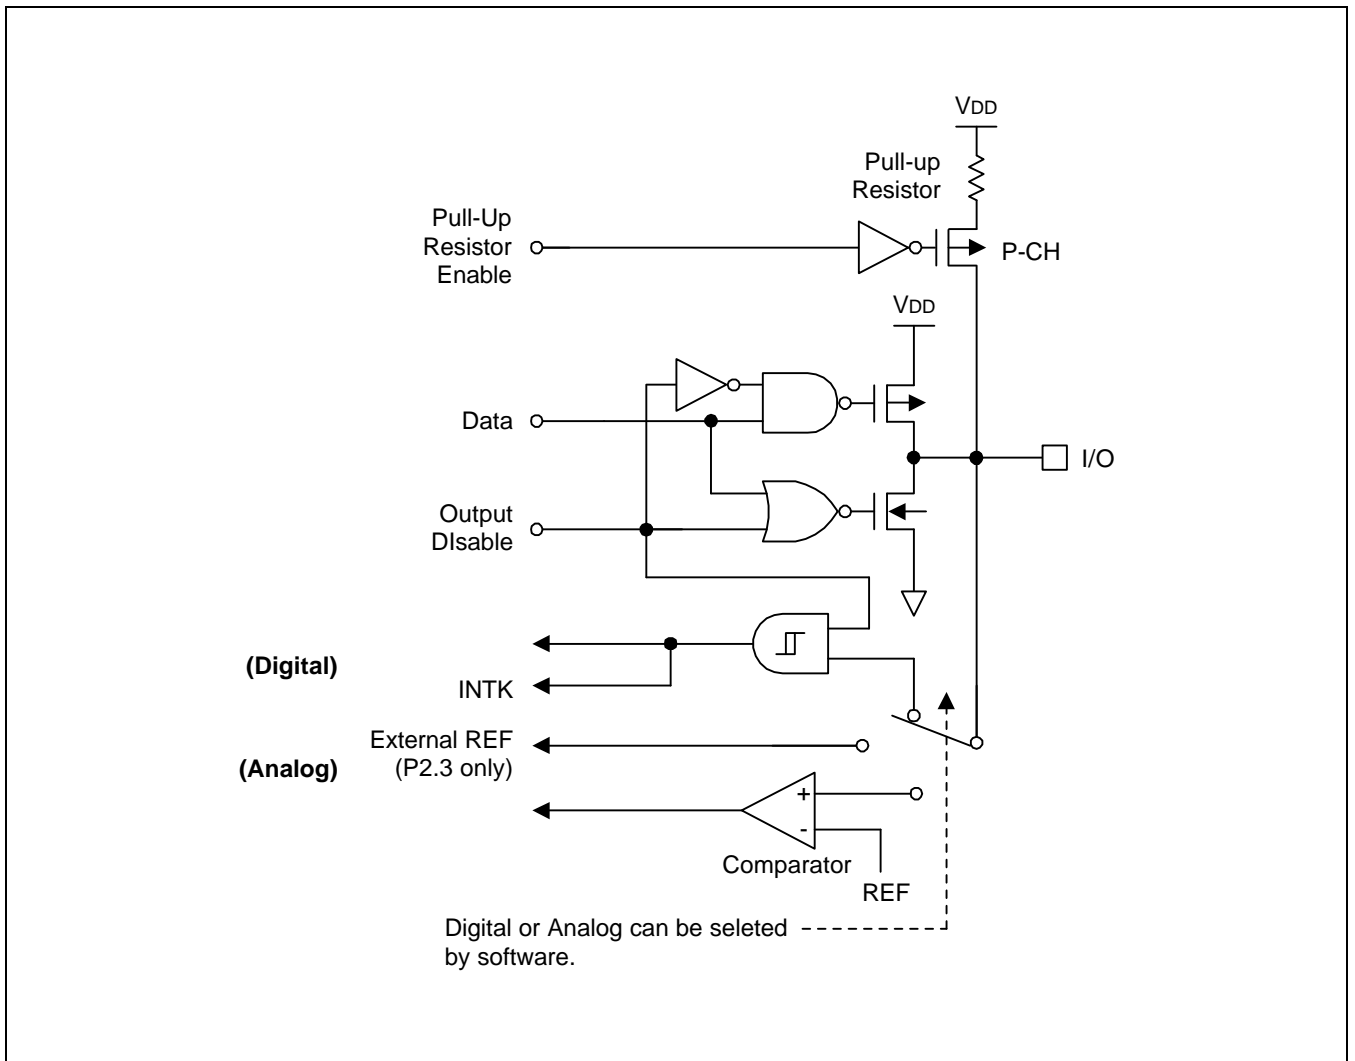 VDD
Pull-up
Resistor
Pull-Up
Resistor
Enable
P-CH
VDD
Data
I/O
Output
DIsable
(Digital)
INTK
External REF
(P2.3 only)
(Analog)
+
-
Comparator
REF
Digital or Analog can be seleted
by software.